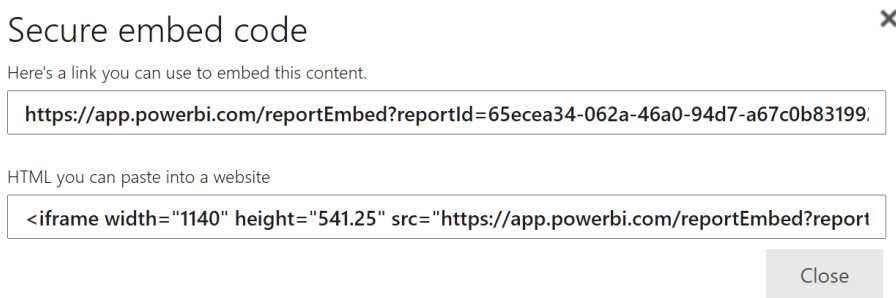 Secure embed code
Here's a link you can use to embed this content.
https://app.powerbi.com/reportEmbed?reportId=65ecea34-062a-46a0-94d7-a67c0b831992
HTML you can paste into a website
<iframe width="1140" height="541.25" src="https://app.powerbi.com/reportEmbed?report
Close